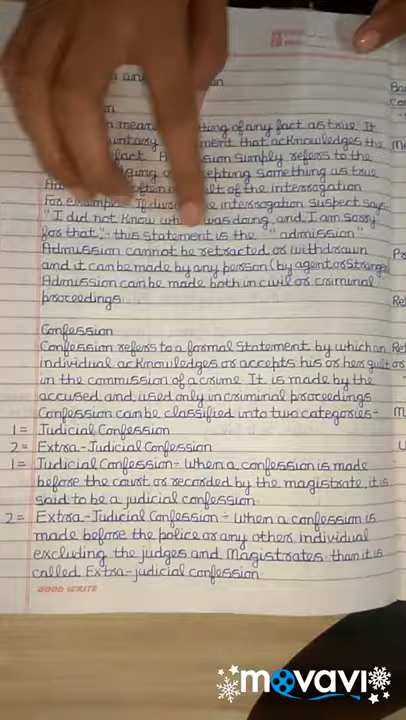 mean ting of any fact as true. It
untary ment that acknowledges the
fact. A sion simply refers to the
ging epting something as true
often ult of the interrogation
For example- If du interrogation suspect says
"I did not know wh was doing and I am sorry
for that"- this statement is the "admission"
Admission cannot be retracted or withdrawn
and it can be made by any person (by agent or Stranger
Admission can be made both in civil or criminal
proceedings.
Confession
Confession refers to a formal Statement by which an
individual acknowledges or accepts his or her guilt
in the commission of a crime It is made by the
accused and used only in criminal proceedings
Confession can be classified into two categories-
1= Judicial Confession
2= Extra-Judicial Confession
1= Judicial Confession- When a confession is made
before the court or recorded by the magistrate, it is
said to be a judicial confession.
2= Extra-Judicial Confession- When a confession is
made before the police or any other individual
excluding the judges and Magistrates than it is
called Extra-judicial confession.
GOOD WRITE
movavi